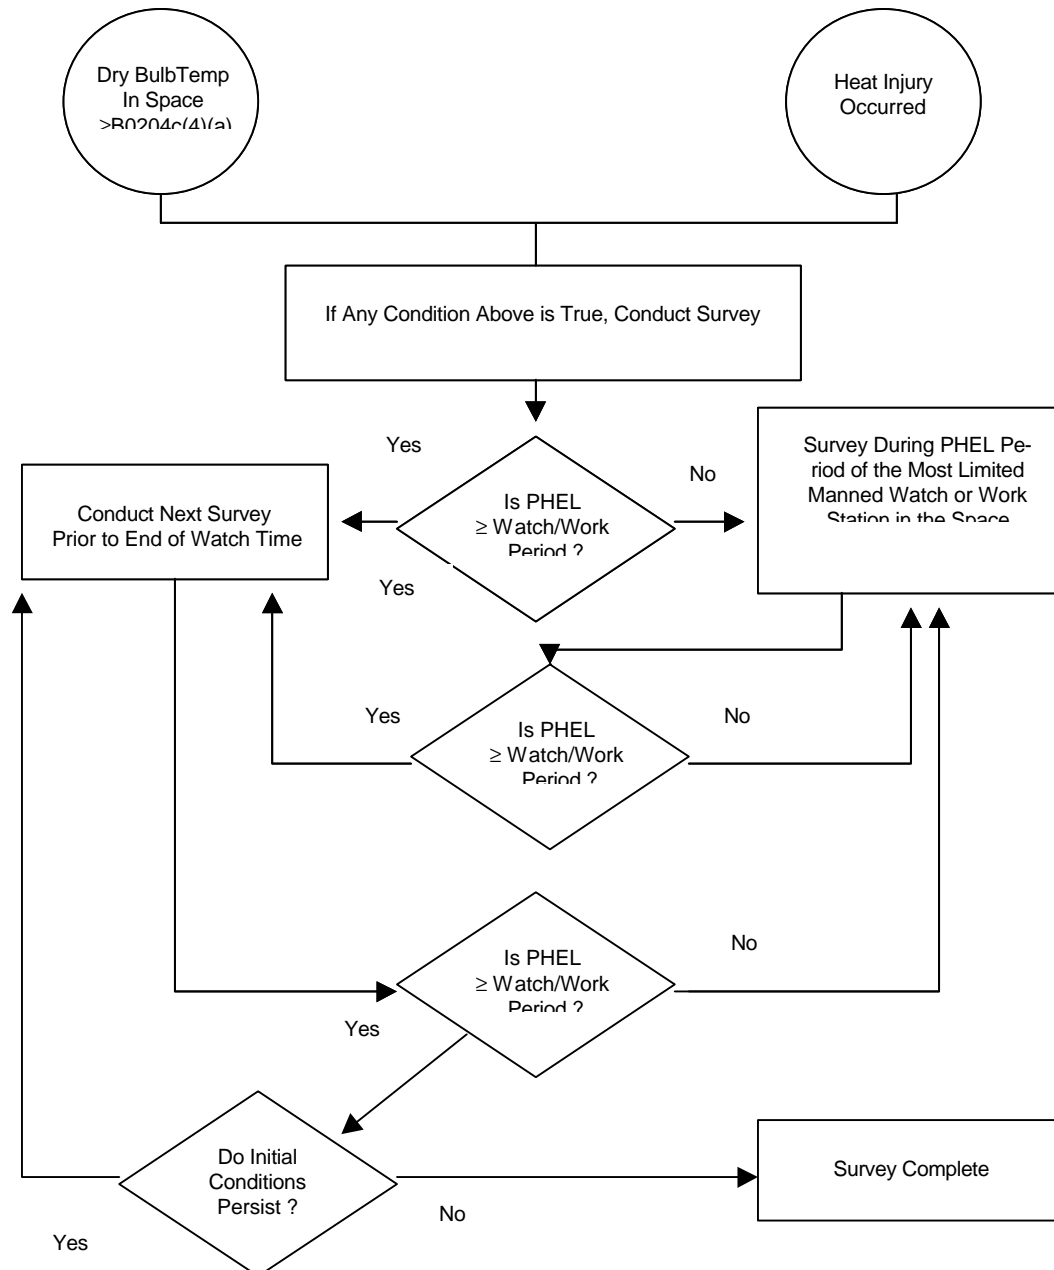 Dry BulbTemp
In Space
>B0204c(4)(a)
Heat Injury
Occurred
If Any Condition Above is True, Conduct Survey
Yes
Is PHEL
≥ Watch/Work
Period ?
No
Survey During PHEL Pe-
riod of the Most Limited
Manned Watch or Work
Station in the Space
Conduct Next Survey
Prior to End of Watch Time
Yes
Yes
Is PHEL
≥ Watch/Work
Period ?
No
Is PHEL
≥ Watch/Work
Period ?
No
Yes
Do Initial
Conditions
Persist ?
No
Survey Complete
Yes